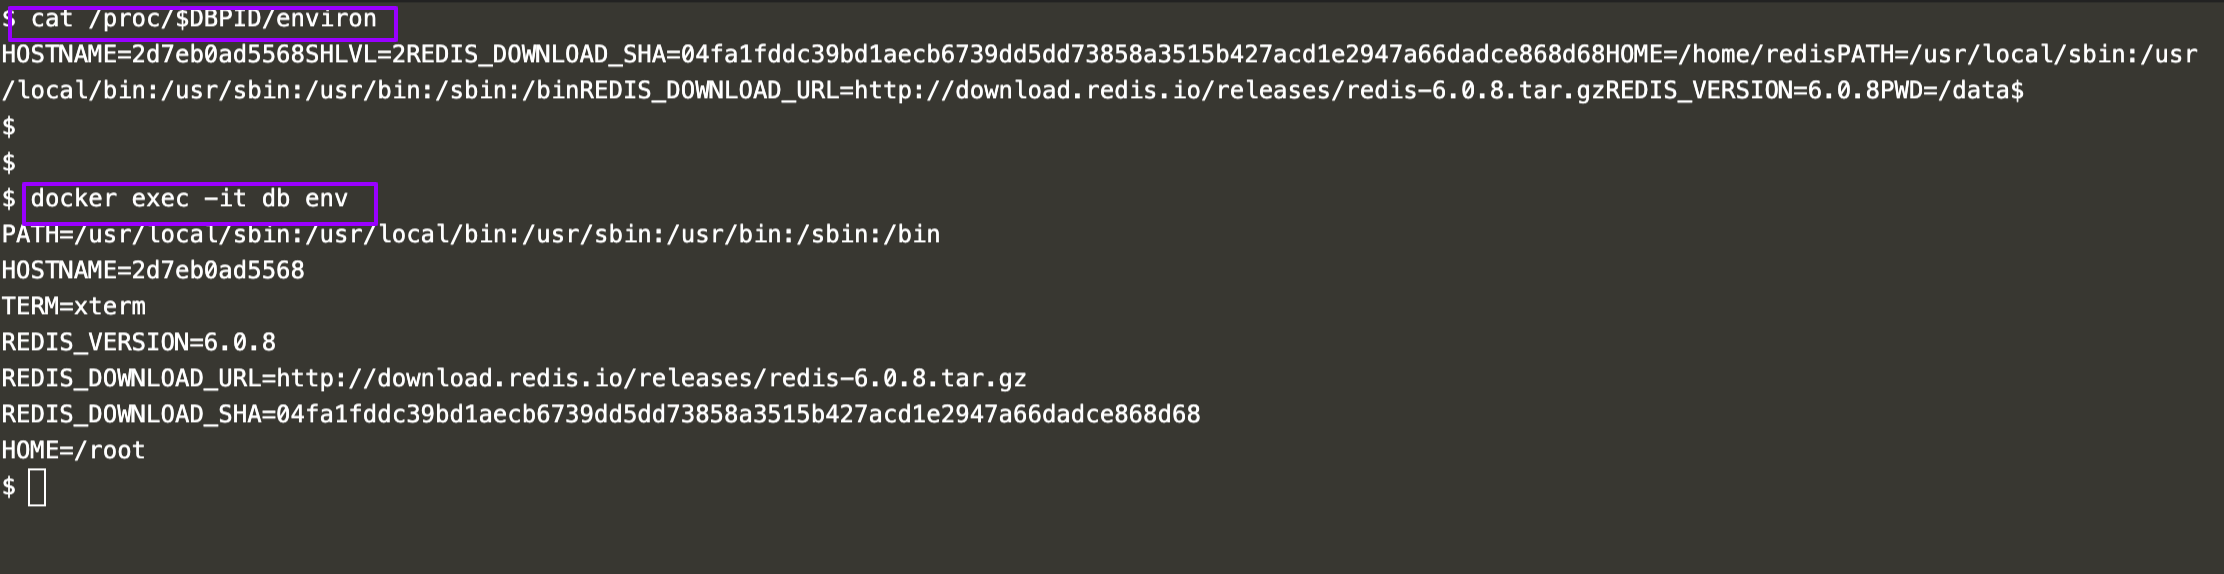 $ cat /proc/$DBPID/environ
HOSTNAME=2d7eb0ad5568SHLVL=2REDIS_DOWNLOAD_SHA=04fa1fddc39bd1aecb6739dd5dd73858a3515b427acd1e2947a66dadce868d68HOME=/home/redisPATH=/usr/local/sbin:/usr
/local/bin:/usr/sbin:/usr/bin:/sbin:/binREDIS_DOWNLOAD_URL=http://download.redis.io/releases/redis-6.0.8.tar.gzREDIS_VERSION=6.0.8PWD=/data$
$
$
$ docker exec -it db env
PATH=/usr/local/sbin:/usr/local/bin:/usr/sbin:/usr/bin:/sbin:/bin
HOSTNAME=2d7eb0ad5568
TERM=xterm
REDIS_VERSION=6.0.8
REDIS_DOWNLOAD_URL=http://download.redis.io/releases/redis-6.0.8.tar.gz
REDIS_DOWNLOAD_SHA=04fa1fddc39bd1aecb6739dd5dd73858a3515b427acd1e2947a66dadce868d68
HOME=/root
$